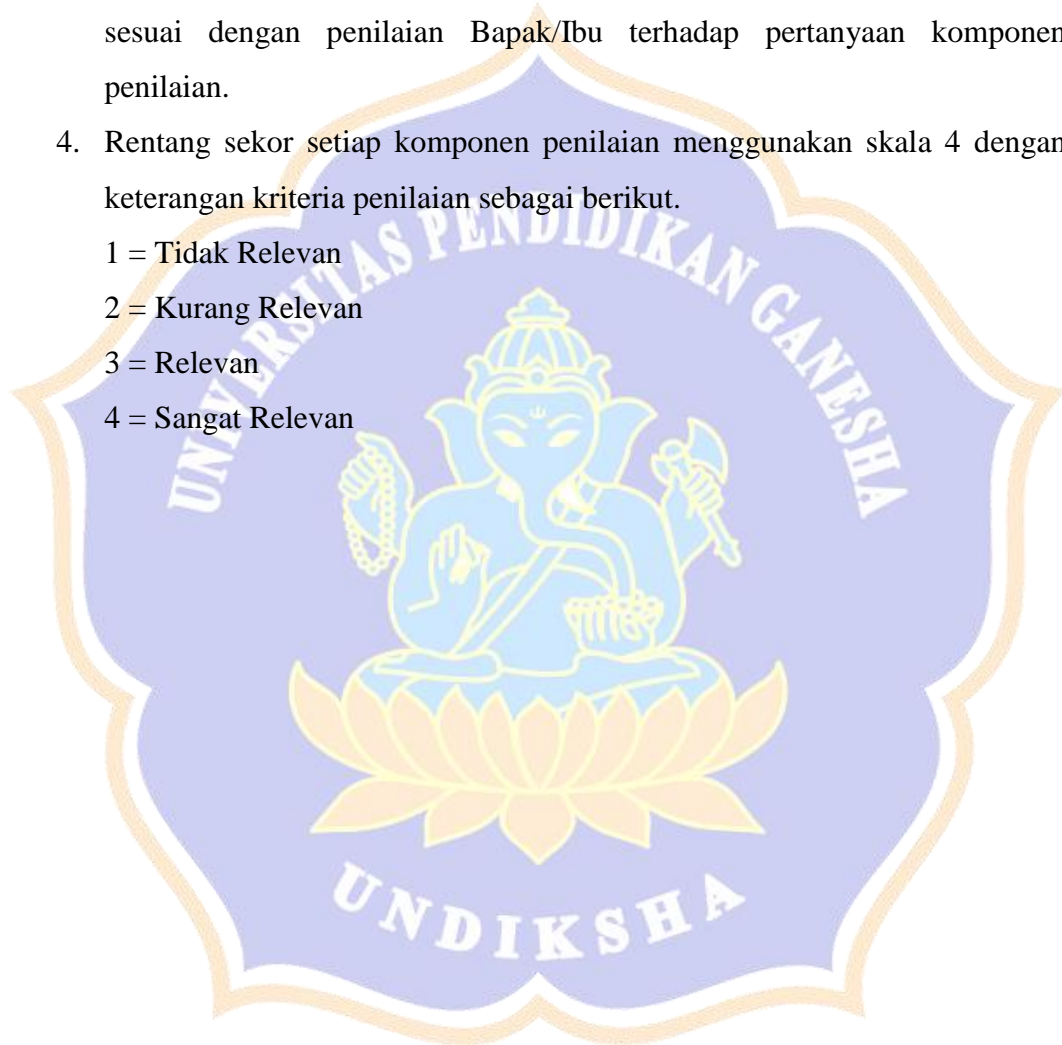 sesuai dengan penilaian Bapak/Ibu terhadap pertanyaan komponen
penilaian.
4. Rentang sekor setiap komponen penilaian menggunakan skala 4 dengan
keterangan kriteria penilaian sebagai berikut.
1 = Tidak Relevan
2 = Kurang Relevan
3 = Relevan
4 = Sangat Relevan
UNIVERSITAS PENDIDIKAN GANESHA
UNDIKSHA